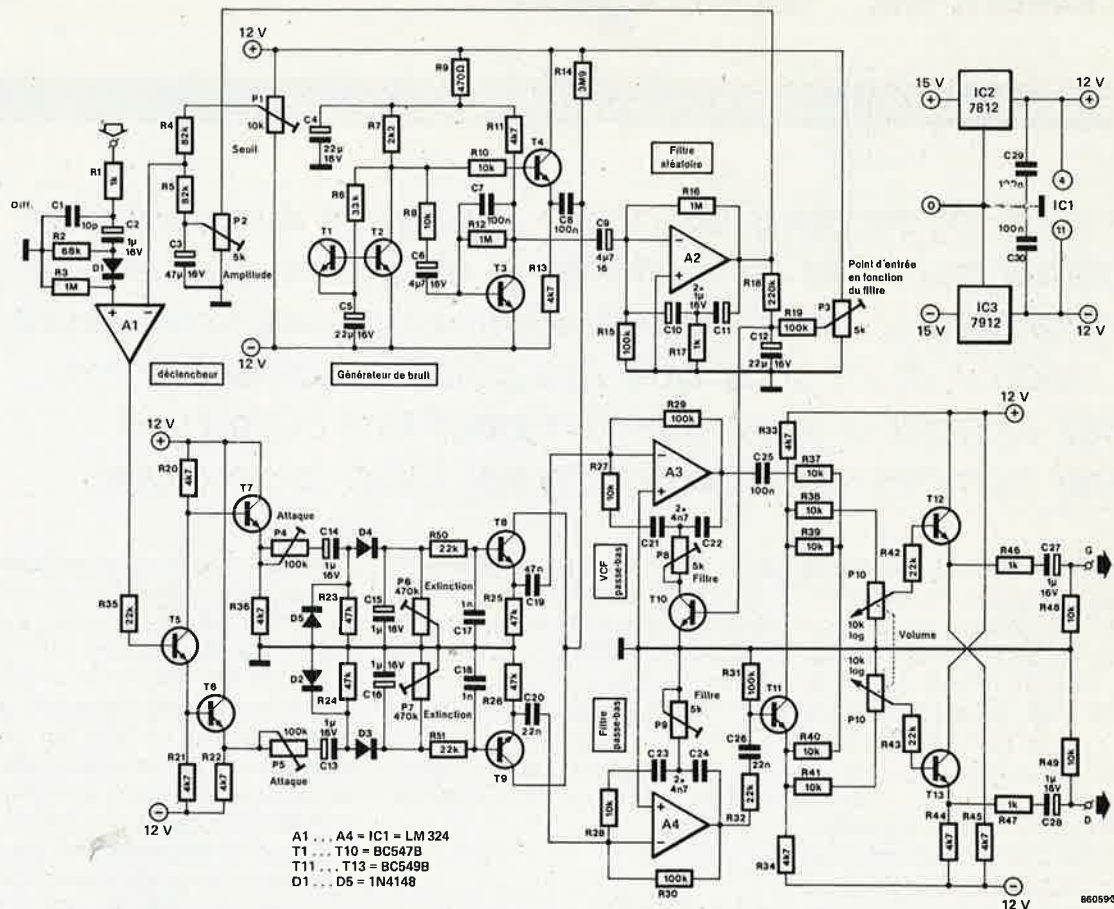 12 V
12 V
R4
82k
P1
10k
Seuil
R1
1k
Diff.
C1
10p
C2
1µ
16V
R2
68k
D1
R3
1M
R5
82k
C3
47µ 16V
P2
5k
Amplitude
A1
déclencheur
C4
22µ
16V
R9
470Ω
R7
2k2
R11
4k7
T4
R14
3M9
R6
33k
R8
10k
R10
10k
C7
100n
R12
1M
C8
100n
T1
T2
C6
4µ7 16V
T3
R13
4k7
C5
22µ 16V
12 V
Générateur de bruit
Filtre
aléatoire
R16
1M
C9
4µ7
16
A2
R15
100k
2*
1µ
16V
C10
C11
R17
1k
R18
220k
R19
100k
C12
22µ 16V
Point d'entrée
en fonction
du filtre
P3
5k
15 V
IC2
7812
12 V
C29
100n
4
0
IC1
100n
C30
11
15 V
IC3
7912
12 V
12 V
R20
4k7
T7
Attaque
P4
100k
C14
1µ
16V
D4
R50
22k
T8
R35
22k
T5
R36
4k7
R23
47k
D5
C15
1µ 16V
P6
470k
Extinction
1n
C17
R25
47k
47n
C19
T6
D2
R24
47k
1µ 16V
C16
P7
470k
Extinction
C18
1n
47k
R26
C20
22n
R21
4k7
R22
4k7
100k
P5
Attaque
1µ
16V
C13
D3
R51
22k
T9
12 V
R29
100k
R27
10k
A3
C25
100n
2*
4n7
C21
C22
VCF
passe-bas
P8
5k
Filtre
T10
R33
4k7
R37
10k
R38
10k
R39
10k
12 V
T12
R42
22k
P10
10k
log
Volume
R46
1k
C27
1µ
16V
G
R48
10k
Filtre
passe-bas
Filtre
5k
P9
R31
100k
T11
C26
22n
22k
R32
R40
10k
R41
10k
10k
log
P10
R43
22k
T13
R49
10k
1k
R47
1µ
16V
C28
D
C23
C24
2*
4n7
10k
R28
A4
100k
R30
R34
4k7
R44
4k7
R45
4k7
12 V
A1 ... A4 = IC1 = LM 324
T1 ... T10 = BC547B
T11 ... T13 = BC549B
D1 ... D5 = 1N4148